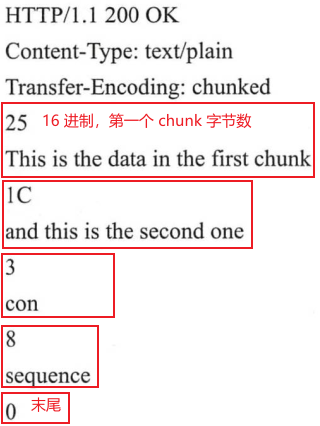 HTTP/1.1 200 OK
Content-Type: text/plain
Transfer-Encoding: chunked
25 16 进制，第一个 chunk 字节数
This is the data in the first chunk
1C
and this is the second one
3
con
8
sequence
0 末尾